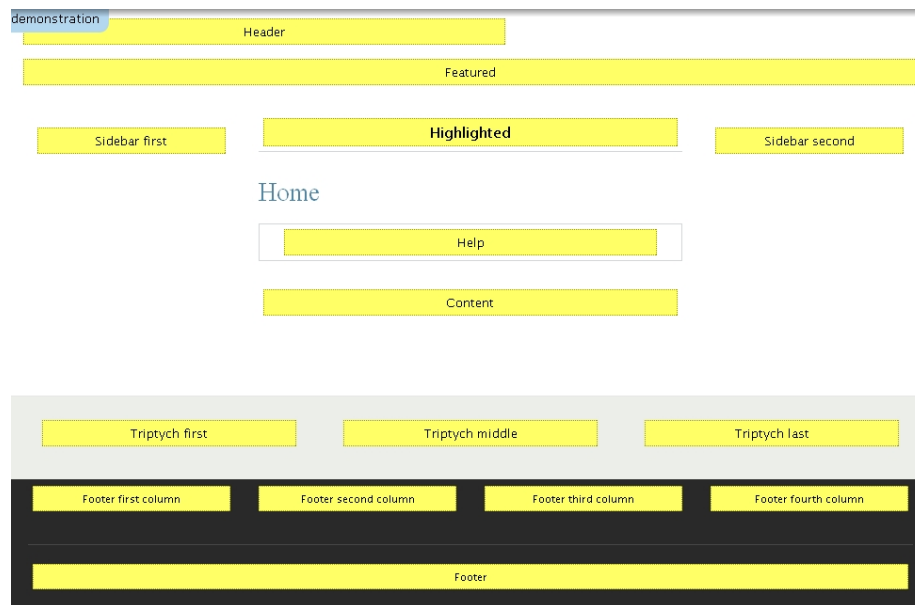 demonstration
Header
Featured
Sidebar first
Highlighted
Sidebar second
Home
Help
Content
Triptych first
Triptych middle
Triptych last
Footer first column
Footer second column
Footer third column
Footer fourth column
Footer